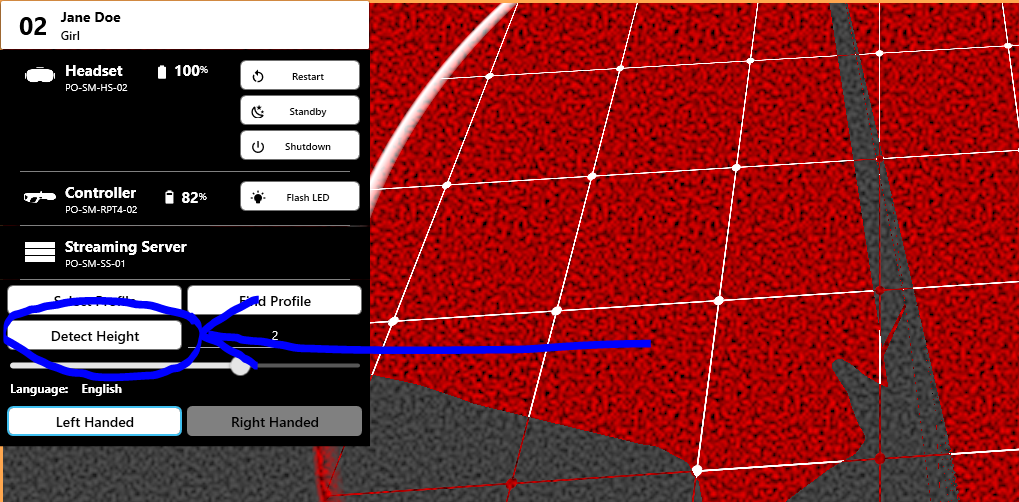 02
Jane Doe
Girl
Headset
100%
PO-SM-HS-02
Restart
Standby
Shutdown
Controller
82%
PO-SM-RPT4-02
Flash LED
Streaming Server
PO-SM-SS-01
Select Profile
Find Profile
Detect Height
2
Language: English
Left Handed
Right Handed